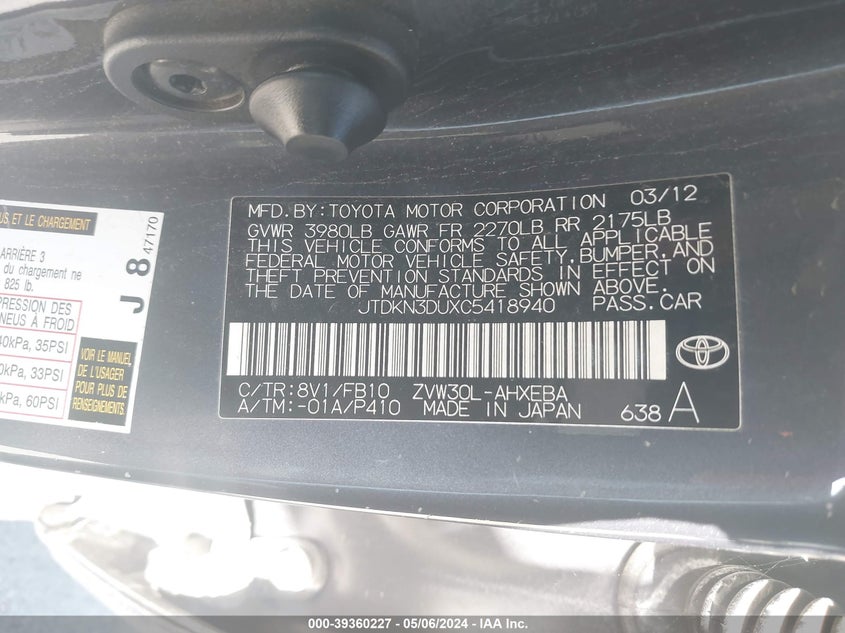 US ET LE CHARGEMENT
ARRIÈRE 3
du chargement ne
825 lb.
PRESSION DES
PNEUS À FROID
40kPa, 35PSI
0kPa, 33PSI
kPa, 60PSI
VOIR LE MANUEL
DE L'USAGER
POUR PLUS DE
RENSEIGNEMENTS
J 8 47170
MFD.BY:TOYOTA MOTOR CORPORATION 03/12
GVWR 3980LB GAWR FR 2270LB RR 2175LB
THIS VEHICLE CONFORMS TO ALL APPLICABLE
FEDERAL MOTOR VEHICLE SAFETY,BUMPER,AND
THEFT PREVENTION STANDARDS IN EFFECT ON
THE DATE OF MANUFACTURE SHOWN ABOVE.
JTDKN3DUXC5418940 PASS.CAR
C/TR:8V1/FB10 ZVW30L-AHXEBA
A/TM:-01A/P410 MADE IN JAPAN 638 A
000-39360227 - 05/06/2024 - IAA Inc.